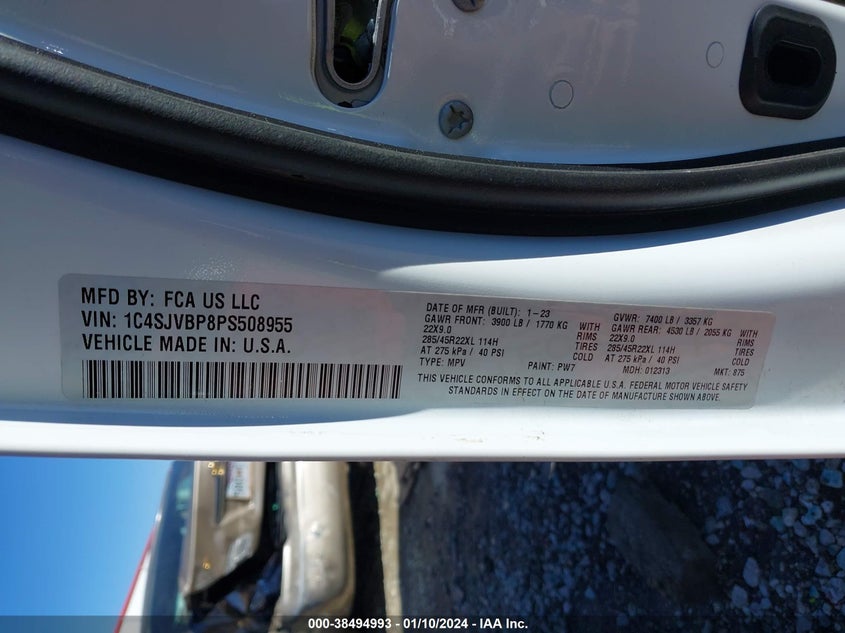 MFD BY: FCA US LLC
VIN: 1C4SJVBP8PS508955
VEHICLE MADE IN: U.S.A.
DATE OF MFR (BUILT): 1-23 GVWR: 7400 LB / 3357 KG
GAWR FRONT: 3900 LB / 1770 KG WITH GAWR REAR: 4530 LB / 2055 KG WITH
22X9.0 RIMS 22X9.0 RIMS
285/45R22XL 114H TIRES 285/45R22XL 114H TIRES
AT 275 kPa / 40 PSI COLD AT 275 kPa / 40 PSI COLD
TYPE: MPV PAINT: PW7 MDH: 012313 MKT: 875
THIS VEHICLE CONFORMS TO ALL APPLICABLE U.S.A. FEDERAL MOTOR VEHICLE SAFETY
STANDARDS IN EFFECT ON THE DATE OF MANUFACTURE SHOWN ABOVE.
000-38494993 - 01/10/2024 - IAA Inc.